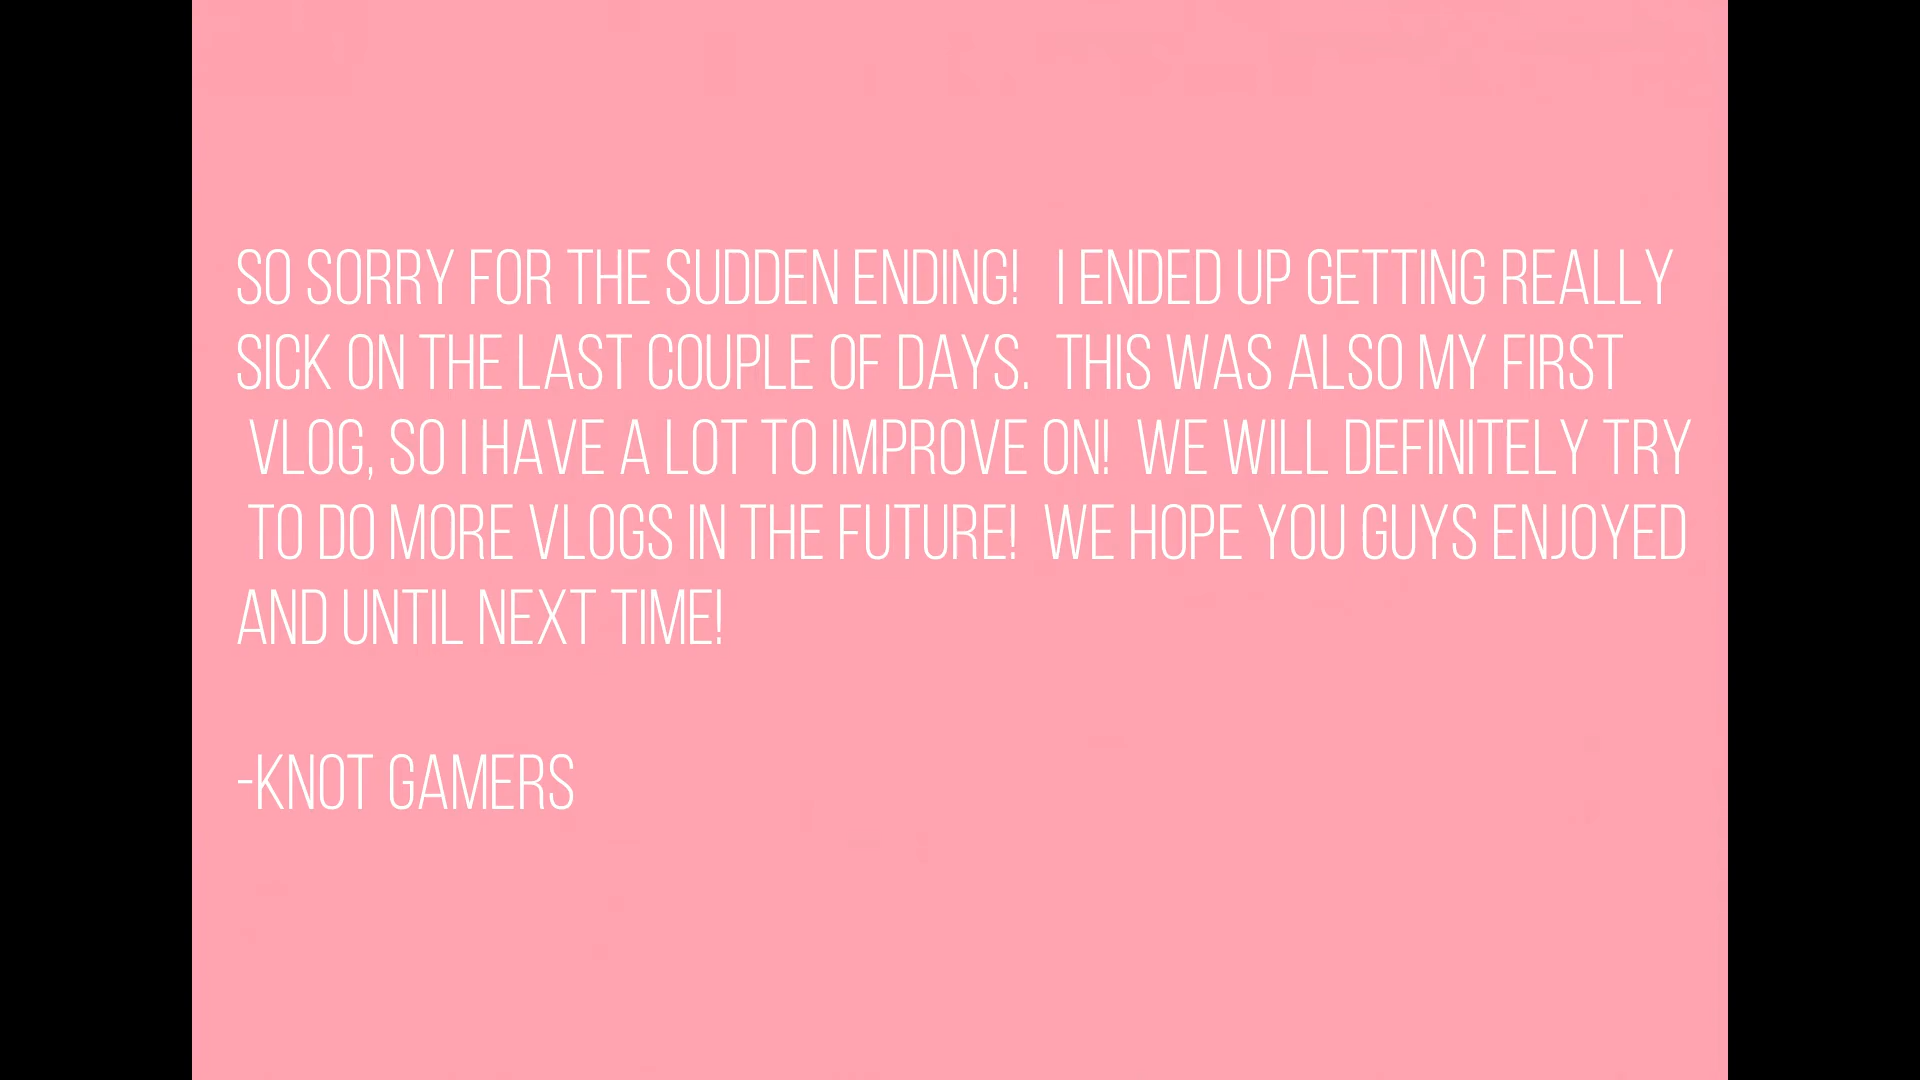 SO SORRY FOR THE SUDDEN ENDING! I ENDED UP GETTING REALLY
SICK ON THE LAST COUPLE OF DAYS. THIS WAS ALSO MY FIRST
VLOG, SO I HAVE A LOT TO IMPROVE ON! WE WILL DEFINITELY TRY
TO DO MORE VLOGS IN THE FUTURE! WE HOPE YOU GUYS ENJOYED
AND UNTIL NEXT TIME!
-KNOT GAMERS